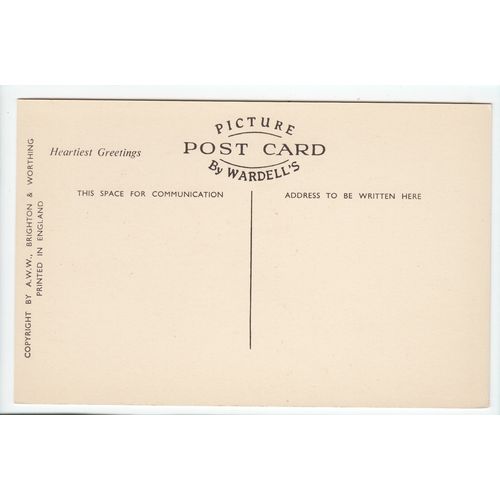 PICTURE
POST CARD
By WARDELL'S
Heartiest Greetings
THIS SPACE FOR COMMUNICATION
ADDRESS TO BE WRITTEN HERE
COPYRIGHT BY A.W.W., BRIGHTON & WORTHING
PRINTED IN ENGLAND